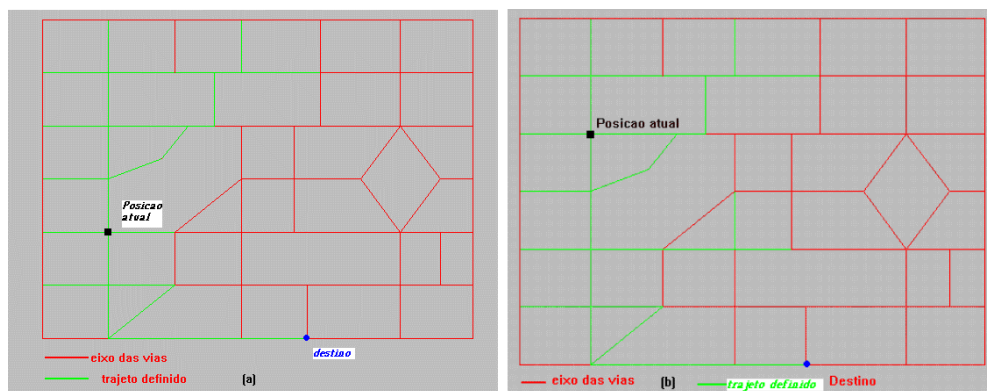 Posicao
atual
destino
eixo das vias
trajeto definido
(a)
Posicao atual
eixo das vias
(b)
trajeto definido
Destino